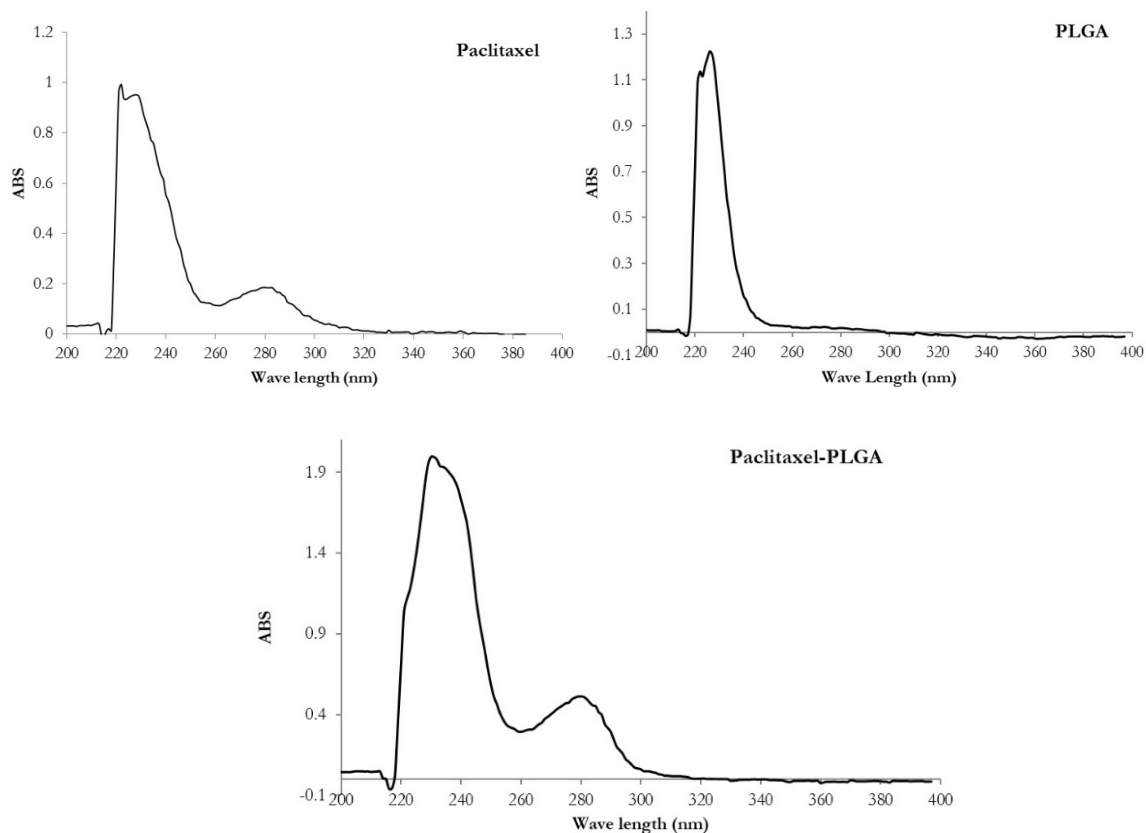 Paclitaxel
1.2
1
0.8
0.6
0.4
0.2
0
ABS
200 220 240 260 280 300 320 340 360 380 400
Wave length (nm)
PLGA
1.3
1.1
0.9
0.7
0.5
0.3
0.1
-0.1
ABS
200 220 240 260 280 300 320 340 360 380 400
Wave Length (nm)
Paclitaxel-PLGA
1.9
1.4
0.9
0.4
-0.1
ABS
200 220 240 260 280 300 320 340 360 380 400
Wave length (nm)